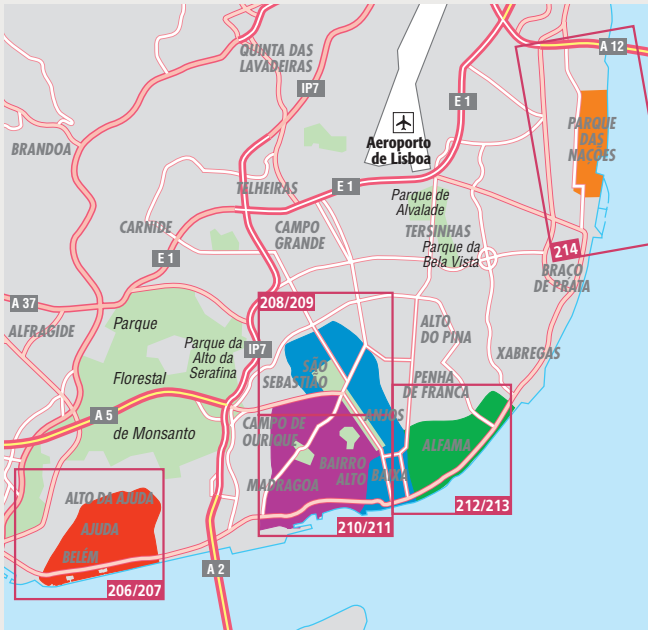 QUINTA DAS
LAVADEIRAS
A 12
IP7
E 1
PARQUE
DAS
NAÇÕES
Aeroporto
de Lisboa
BRANDOA
TELHEIRAS
E 1
Parque de
Alvalade
CARNIDE
CAMPO
GRANDE
TERSINHAS
Parque da
Bela Vista
214
E 1
BRAÇO
DE PRATA
A 37
208/209
ALFRAGIDE
Parque
Parque da
Alto da
Serafina
IP7
ALTO
DO PINA
XABREGAS
SÃO
SEBASTIÃO
Florestal
PENHA
DE FRANCA
A 5
de Monsanto
CAMPO DE
OURIQUE
ANJOS
ALFAMA
BAIRRO
ALTO
BAIXA
MADRAGOA
ALTO DA AJUDA
212/213
210/211
AJUDA
BELÉM
A 2
206/207